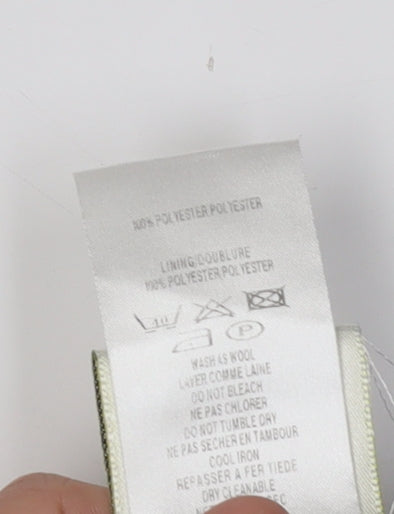 100% POLYESTER/POLYESTER
LINING/DOUBLURE
100% POLYESTER/POLYESTER
P
WASH AS WOOL
LAVER COMME LAINE
DO NOT BLEACH
NE PAS CHLORER
DO NOT TUMBLE DRY
NE PAS SECHER EN TAMBOUR
COOL IRON
REPASSER A FER TIEDE
DRY CLEANABLE
SEC